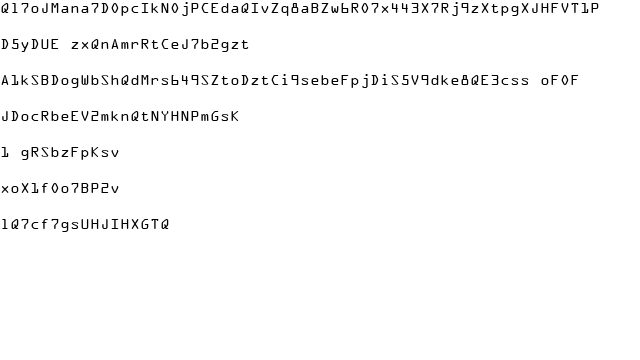 Ql7oJMana7D0pcIkN0jPCEdaQIvZq8aBZw6R07x443X7Rj9zXtpgXJHFVT1P
D5yDUE zxQnAmrRtCeJ7b2gzt
A1kSBDogWbShQdMrs649SZtoDztCi9sebeFpjDiS5V9dke8QE3css oF0F
JDocRbeEV2mknQtNYHNPmGsK
1 gRSbzFpKsv
xoX1f0o7BP2v
lQ7cf7gsUHJIHXGTQ